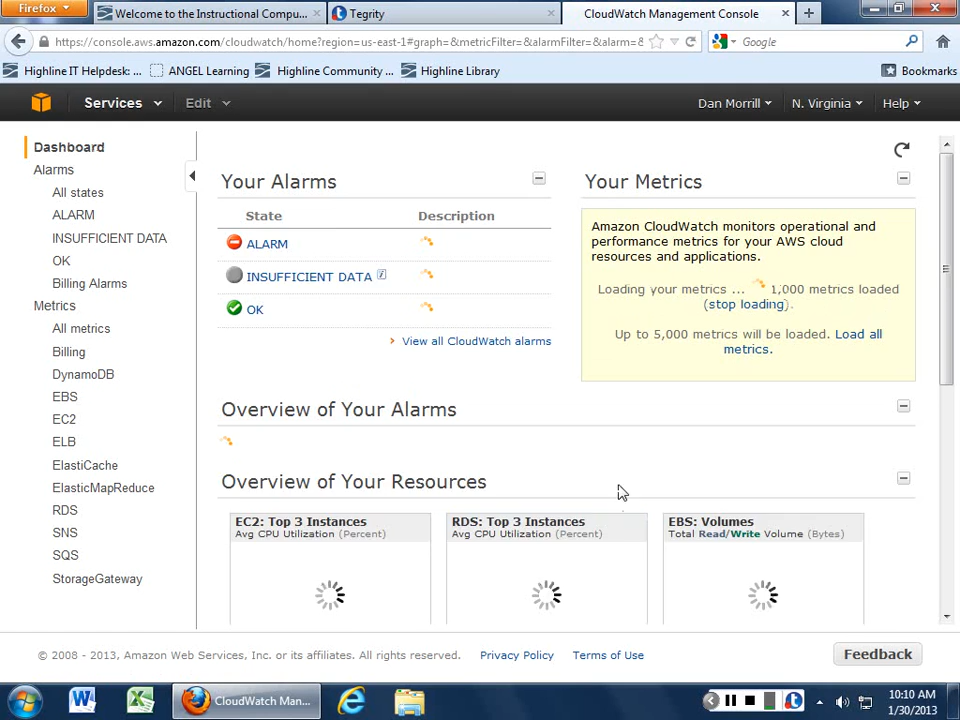 Firefox
Welcome to the Instructional Compu...
Tegrity
CloudWatch Management Console
https://console.aws.amazon.com/cloudwatch/home?region=us-east-1#graph=&metricFilter=&alarmFilter=&alarm=&
Google
Highline IT Helpdesk: ...
ANGEL Learning
Highline Community ...
Highline Library
Bookmarks
Services
Edit
Dan Morrill
N. Virginia
Help
Dashboard
Alarms
All states
ALARM
INSUFFICIENT DATA
OK
Billing Alarms
Metrics
All metrics
Billing
DynamoDB
EBS
EC2
ELB
ElastiCache
ElasticMapReduce
RDS
SNS
SQS
StorageGateway
Your Alarms
State Description
ALARM
INSUFFICIENT DATA i
OK
View all CloudWatch alarms
Your Metrics
Amazon CloudWatch monitors operational and
performance metrics for your AWS cloud
resources and applications.
Loading your metrics ... 1,000 metrics loaded
(stop loading).
Up to 5,000 metrics will be loaded. Load all
metrics.
Overview of Your Alarms
Overview of Your Resources
EC2: Top 3 Instances
Avg CPU Utilization (Percent)
RDS: Top 3 Instances
Avg CPU Utilization (Percent)
EBS: Volumes
Total Read/Write Volume (Bytes)
© 2008 - 2013, Amazon Web Services, Inc. or its affiliates. All rights reserved.
Privacy Policy
Terms of Use
Feedback
CloudWatch Man...
10:10 AM
1/30/2013